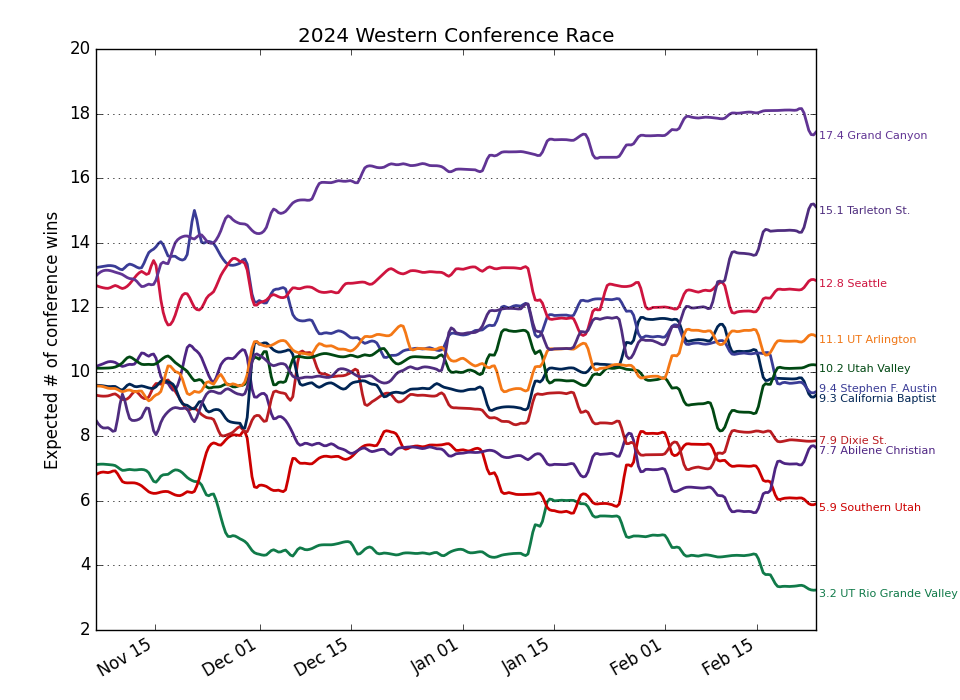 2024 Western Conference Race
Expected # of conference wins
20
18
16
14
12
10
8
6
4
2
17.4 Grand Canyon
15.1 Tarleton St.
12.8 Seattle
11.1 UT Arlington
10.2 Utah Valley
9.4 Stephen F. Austin
9.3 California Baptist
7.9 Dixie St.
7.7 Abilene Christian
5.9 Southern Utah
3.2 UT Rio Grande Valley
Nov 15
Dec 01
Dec 15
Jan 01
Jan 15
Feb 01
Feb 15